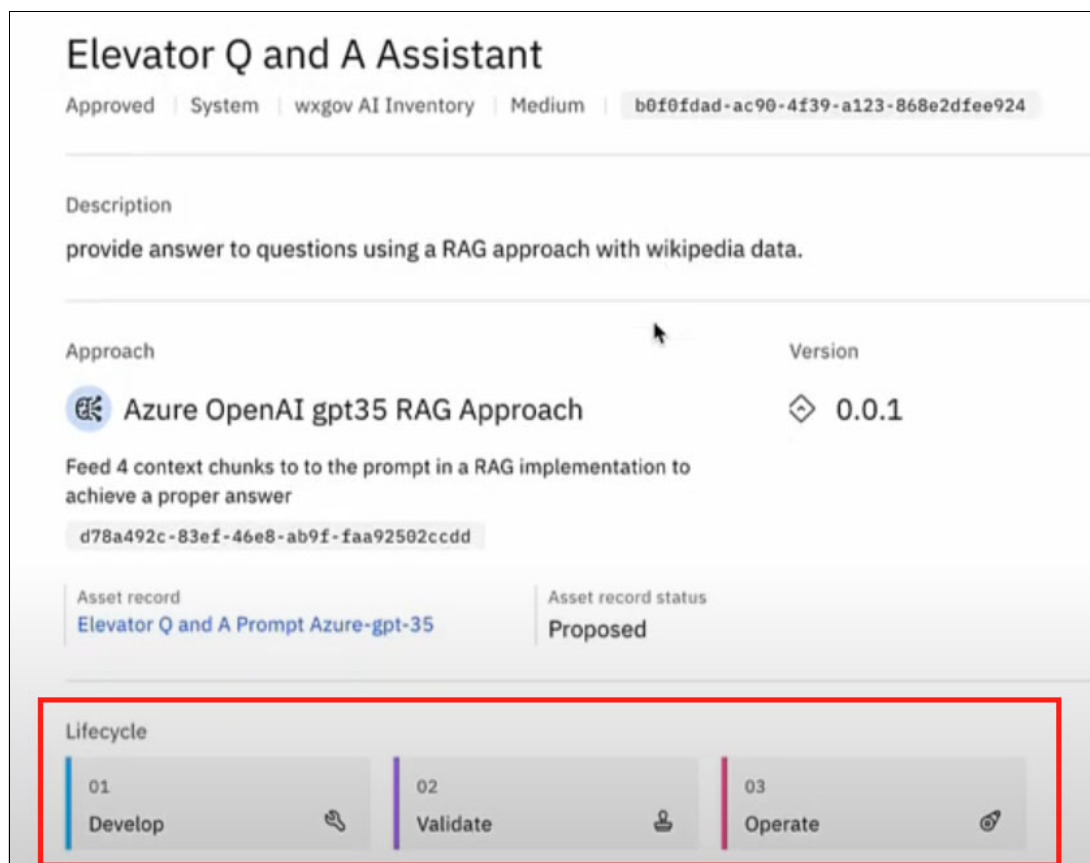 Elevator Q and A Assistant
Approved | System | wxgov AI Inventory | Medium | b0f0fdad-ac90-4f39-a123-868e2dfee924
Description
provide answer to questions using a RAG approach with wikipedia data.
Approach Version
Azure OpenAI gpt35 RAG Approach 0.0.1
Feed 4 context chunks to to the prompt in a RAG implementation to
achieve a proper answer
d78a492c-83ef-46e8-ab9f-faa92502ccdd
Asset record Asset record status
Elevator Q and A Prompt Azure-gpt-35 Proposed
Lifecycle
01 02 03
Develop Validate Operate